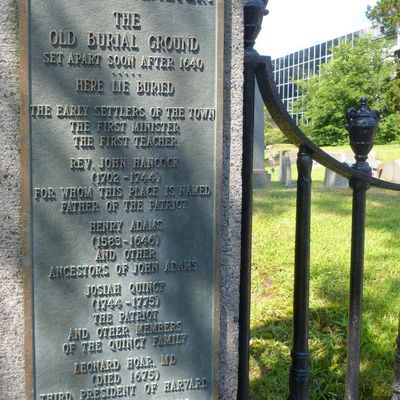 THE
OLD BURIAL GROUND
SET APART SOON AFTER 1640
HERE LIE BURIED
THE EARLY SETTLERS OF THE TOWN
THE FIRST MINISTER
THE FIRST TEACHER
REV. JOHN HANCOCK
(1702-1744)
FOR WHOM THIS PLACE IS NAMED
FATHER OF THE PATRIOT
HENRY ADAMS
(1583-1646)
AND OTHER
ANCESTORS OF JOHN ADAMS
JOSIAH QUINCY
(1744-1775)
THE PATRIOT
AND OTHER MEMBERS
OF THE QUINCY FAMILY
LEONARD HOAR, M.D.
(DIED 1675)
THIRD PRESIDENT OF HARVARD